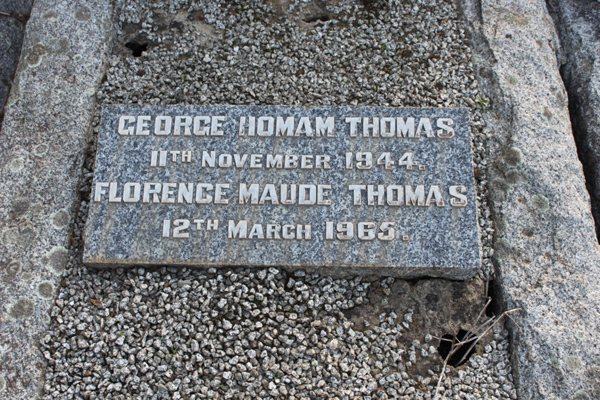 GEORGE HOMAM THOMAS
11TH NOVEMBER 1944.
FLORENCE MAUDE THOMAS
12TH MARCH 1965.